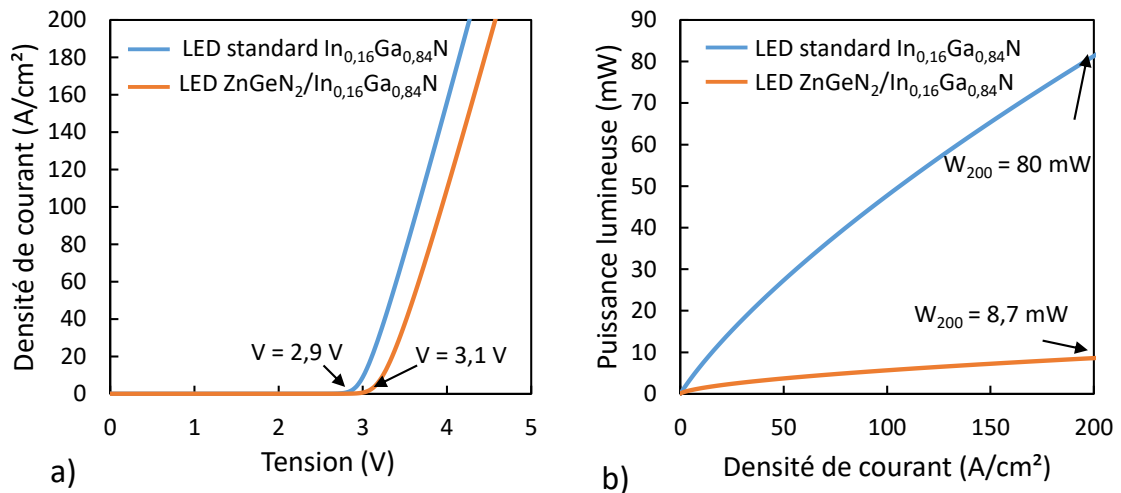 Densité de courant (A/cm²)
200
180
160
140
120
100
80
60
40
20
0
LED standard In₀,₁₆Ga₀,₈₄N
LED ZnGeN₂/In₀,₁₆Ga₀,₈₄N
V = 2,9 V
V = 3,1 V
0 1 2 3 4 5
Tension (V)
a)
Puissance lumineuse (mW)
90
80
70
60
50
40
30
20
10
0
LED standard In₀,₁₆Ga₀,₈₄N
LED ZnGeN₂/In₀,₁₆Ga₀,₈₄N
W₂₀₀ = 80 mW
W₂₀₀ = 8,7 mW
0 50 100 150 200
Densité de courant (A/cm²)
b)